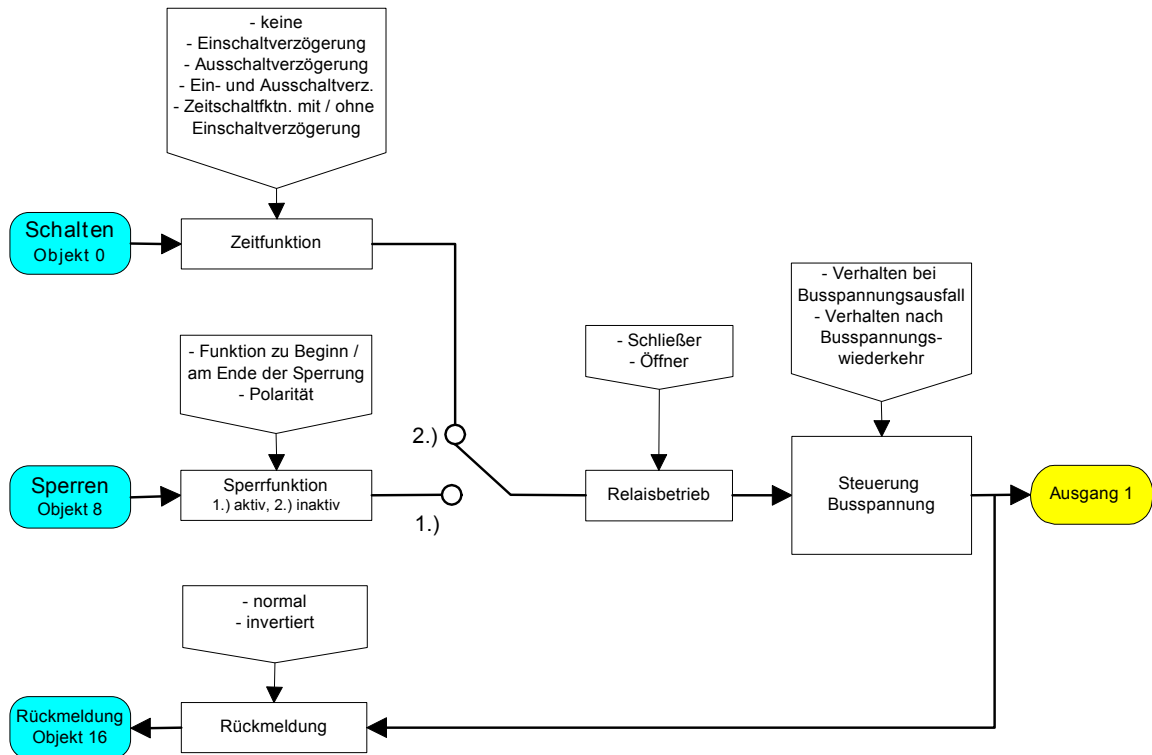 - keine
- Einschaltverzögerung
- Ausschaltverzögerung
- Ein- und Ausschaltverz.
- Zeitschaltfktn. mit / ohne
Einschaltverzögerung
Schalten
Objekt 0
Zeitfunktion
- Verhalten bei
Busspannungsausfall
- Verhalten nach
Busspannungs-
wiederkehr
- Schließer
- Öffner
- Funktion zu Beginn /
am Ende der Sperrung
- Polarität
2.)
Sperren
Objekt 8
Sperrfunktion
1.) aktiv, 2.) inaktiv
1.)
Relaisbetrieb
Steuerung
Busspannung
Ausgang 1
- normal
- invertiert
Rückmeldung
Objekt 16
Rückmeldung